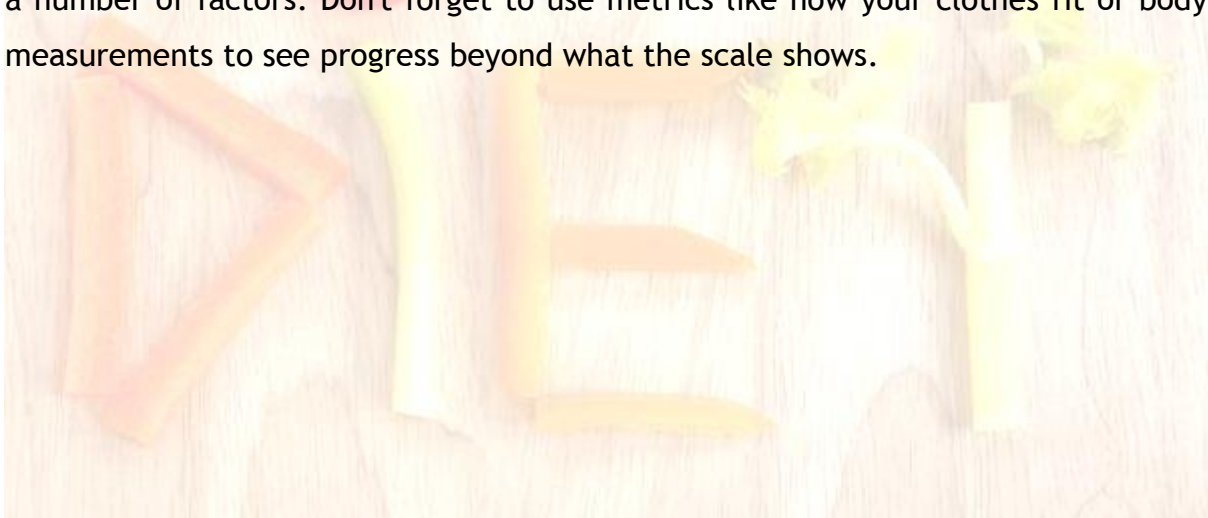 a number of factors. Don't forget to use metrics like how your clothes fit or body
measurements to see progress beyond what the scale shows.
DIET